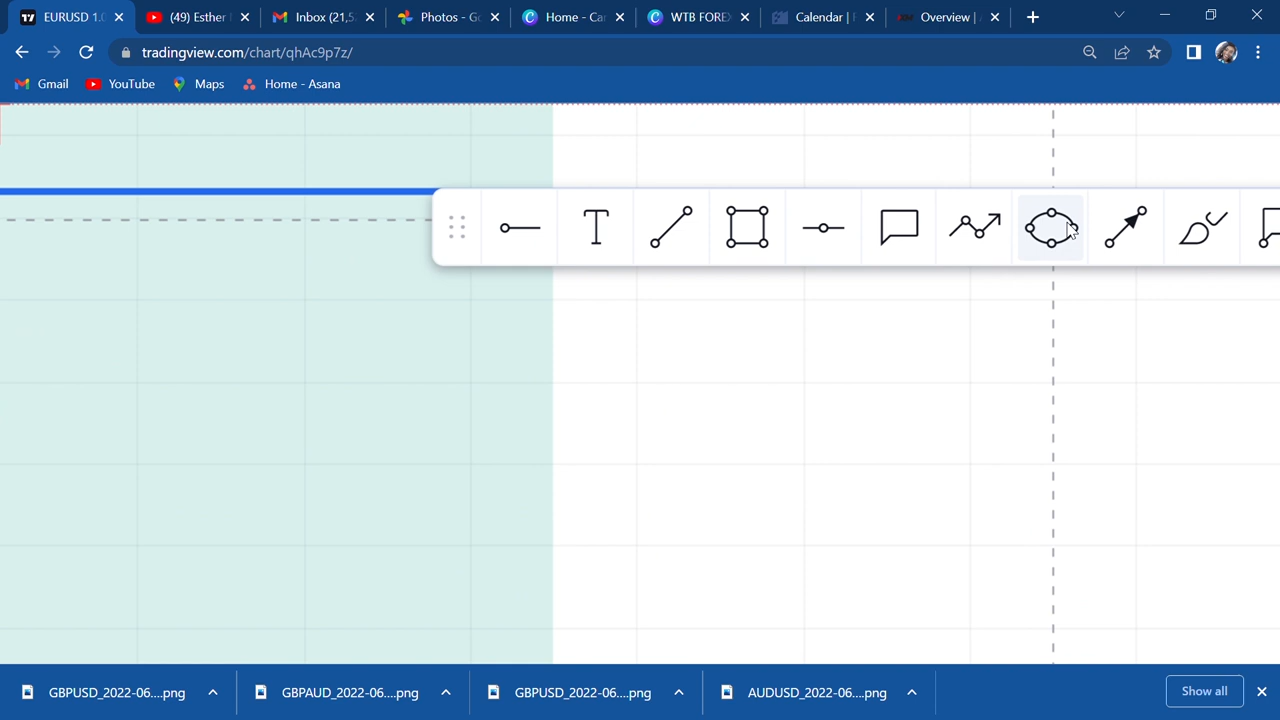 EURUSD 1.0
(49) Esther
Inbox (21,5
Photos - G
Home - Ca
WTB FORE
Calendar |
Overview |
tradingview.com/chart/qhAc9p7z/
Gmail
YouTube
Maps
Home - Asana
T
GBPUSD_2022-06....png
GBPAUD_2022-06....png
GBPUSD_2022-06....png
AUDUSD_2022-06....png
Show all